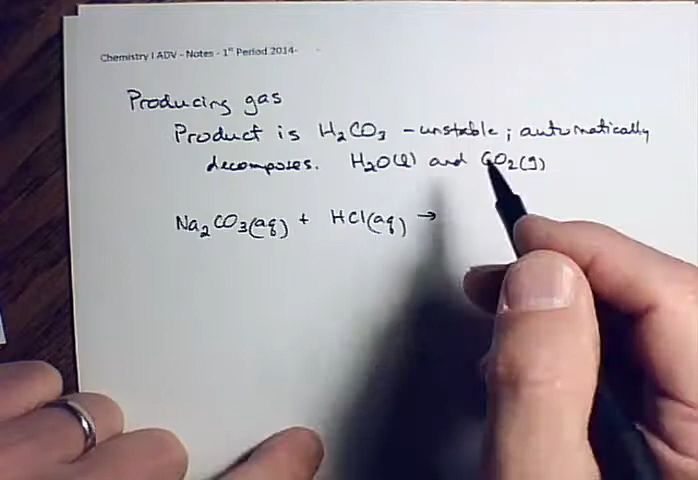 Chemistry I ADV - Notes - 1st Period 2014-
Producing gas
Product is H₂CO₃ - unstable; automatically
decomposes. H₂O(l) and CO₂(g)
Na₂CO₃(aq) + HCl(aq) →